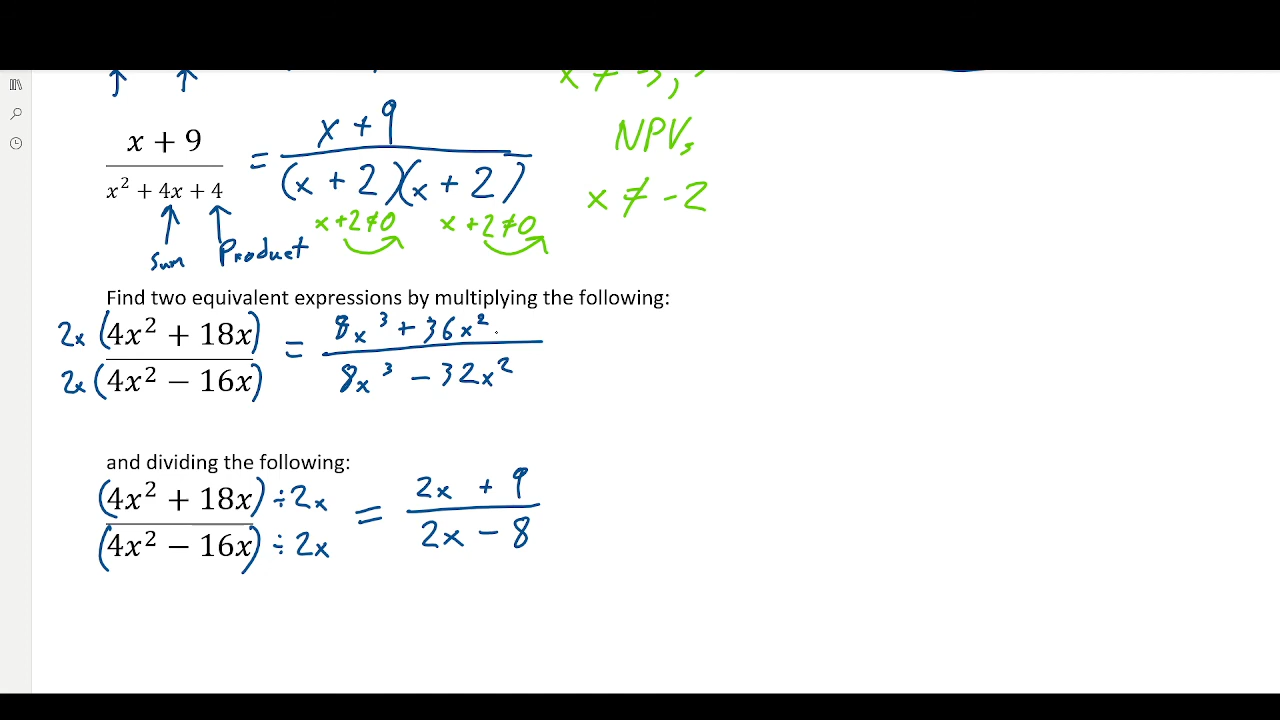 x ≠ -3,
x + 9 / x² + 4x + 4 = x + 9 / (x + 2)(x + 2)
NPVs
x ≠ -2
x + 2 ≠ 0 x + 2 ≠ 0
Sum Product
Find two equivalent expressions by multiplying the following:
2x (4x² + 18x) / 2x (4x² − 16x) = 8x³ + 36x² / 8x³ − 32x²
and dividing the following:
(4x² + 18x) ÷ 2x / (4x² − 16x) ÷ 2x = 2x + 9 / 2x − 8